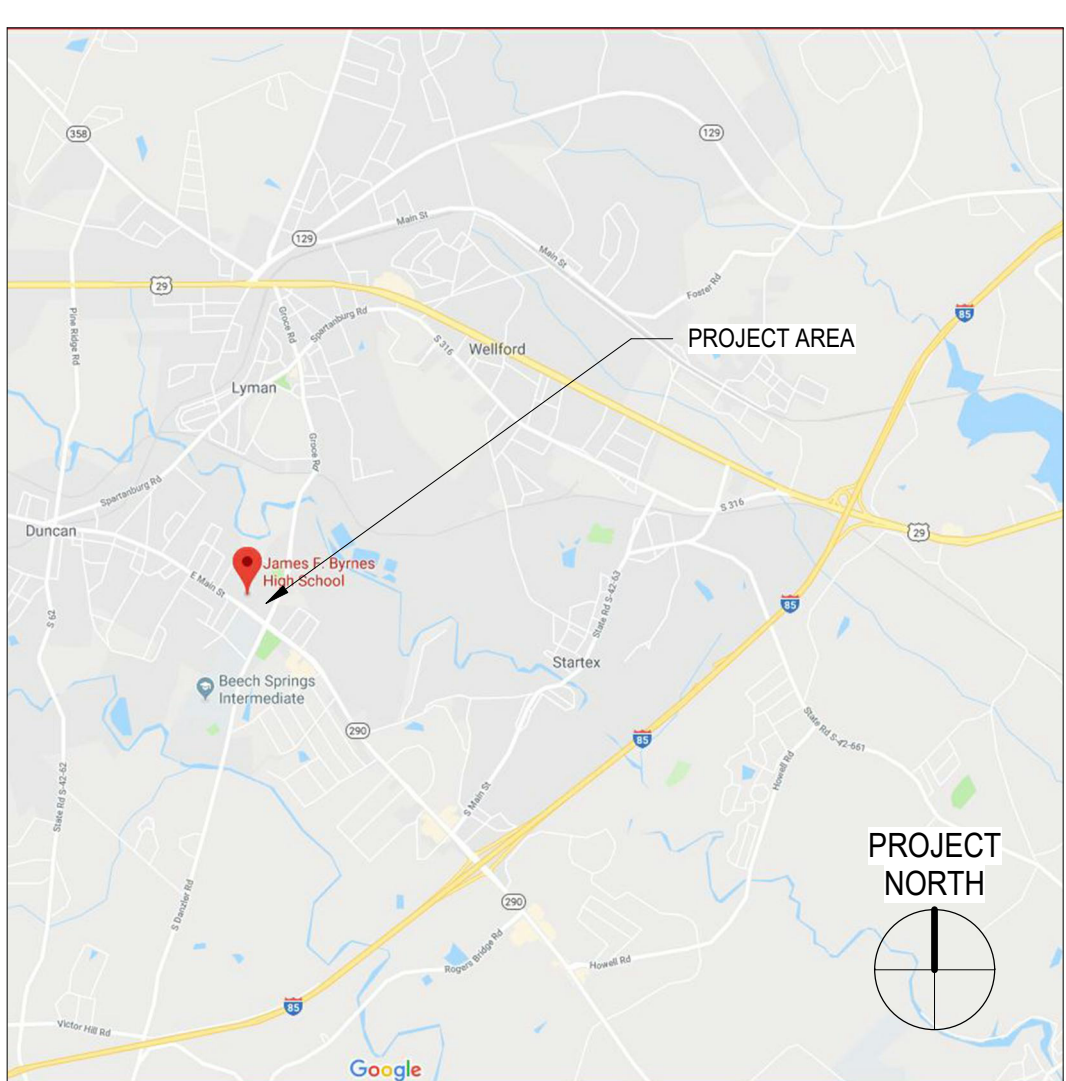 358
129
Main St
129
Main St
29
Foster Rd
85
Pine Ridge Rd
Groce Rd
Spartanburg Rd
S 316
PROJECT AREA
Wellford
Lyman
Groce Rd
Spartanburg Rd
S 316
Duncan
29
James F. Byrnes
High School
E Main St
State Rd S-42-63
85
S 62
Startex
Beech Springs
Intermediate
290
85
State Rd S-42-661
Howell Rd
State Rd S-42-62
S Main St
PROJECT
NORTH
S Danzler Rd
290
Rogers Bridge Rd
Howell Rd
85
Victor Hill Rd
Google